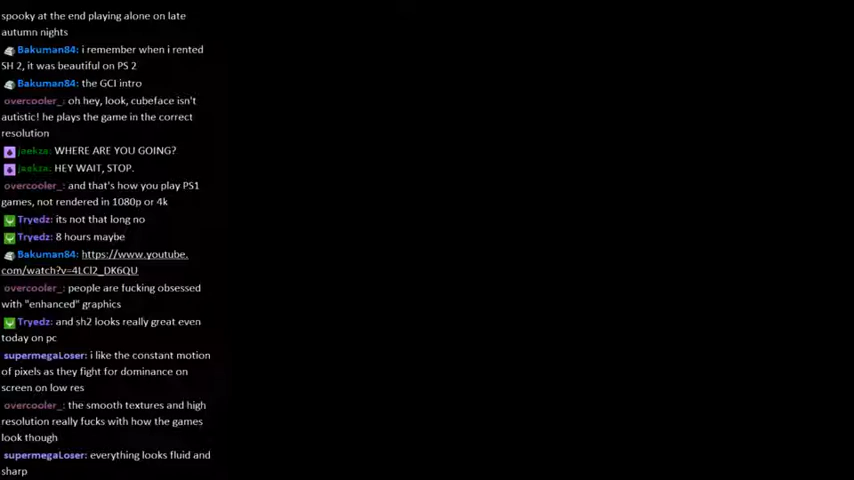 spooky at the end playing alone on late
autumn nights
Bakuman84: i remember when i rented
SH 2, it was beautiful on PS 2
Bakuman84: the GCI intro
overcooler_: oh hey, look, cubeface isn't
autistic! he plays the game in the correct
resolution
jaekza: WHERE ARE YOU GOING?
jaekza: HEY WAIT, STOP.
overcooler_: and that's how you play PS1
games, not rendered in 1080p or 4k
Tryedz: its not that long no
Tryedz: 8 hours maybe
Bakuman84: https://www.youtube.
com/watch?v=4LCl2_DK6QU
overcooler_: people are fucking obsessed
with "enhanced" graphics
Tryedz: and sh2 looks really great even
today on pc
supermegaLoser: i like the constant motion
of pixels as they fight for dominance on
screen on low res
overcooler_: the smooth textures and high
resolution really fucks with how the games
look though
supermegaLoser: everything looks fluid and
sharp